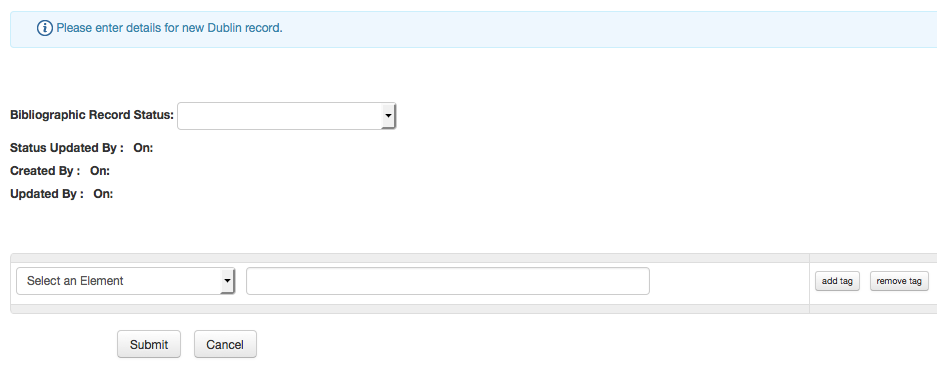 Please enter details for new Dublin record.
Bibliographic Record Status:
Status Updated By : On:
Created By : On:
Updated By : On:
Select an Element add tag remove tag
Submit Cancel